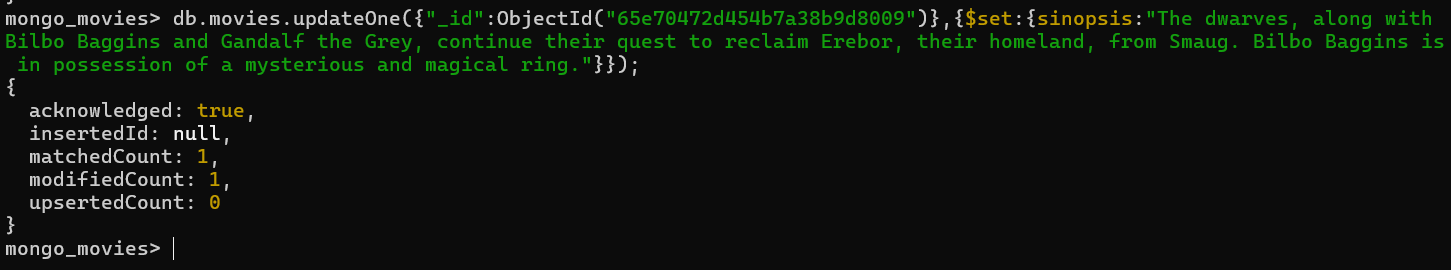 mongo_movies> db.movies.updateOne({"_id":ObjectId("65e70472d454b7a38b9d8009")},{$set:{sinopsis:"The dwarves, along with
Bilbo Baggins and Gandalf the Grey, continue their quest to reclaim Erebor, their homeland, from Smaug. Bilbo Baggins is
 in possession of a mysterious and magical ring."}});
{
  acknowledged: true,
  insertedId: null,
  matchedCount: 1,
  modifiedCount: 1,
  upsertedCount: 0
}
mongo_movies>